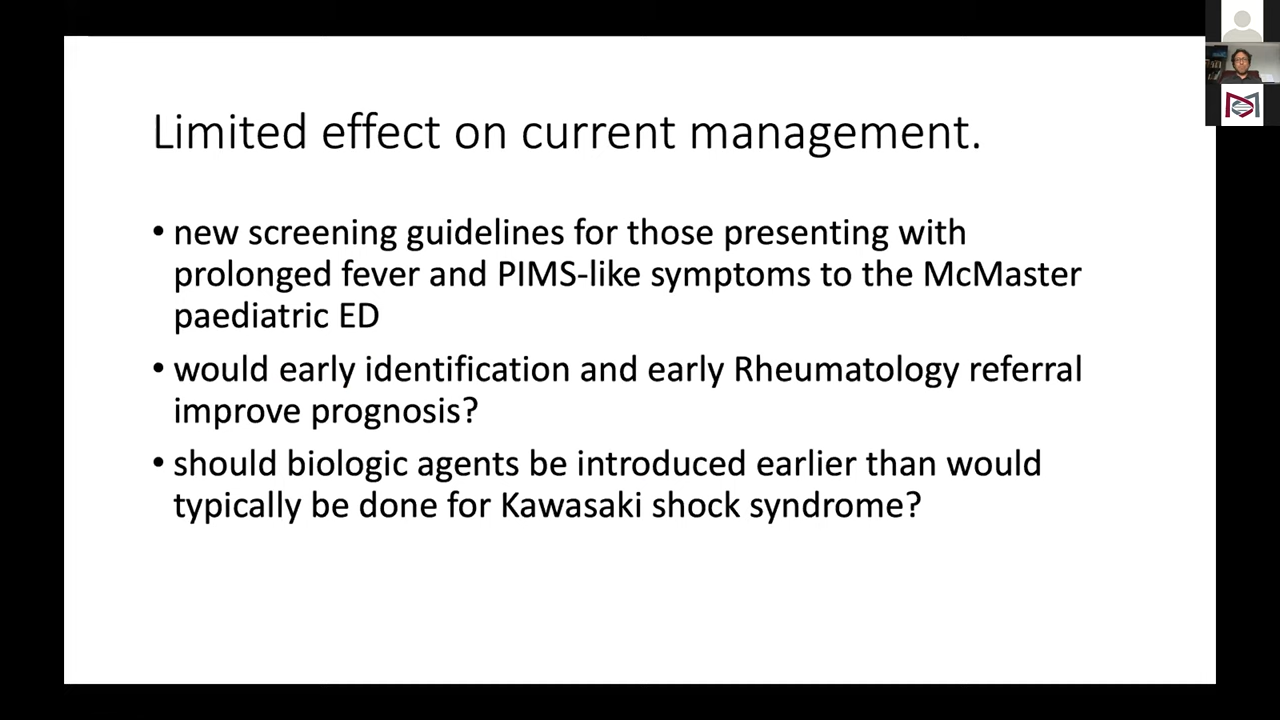 Limited effect on current management.
• new screening guidelines for those presenting with
prolonged fever and PIMS-like symptoms to the McMaster
paediatric ED
• would early identification and early Rheumatology referral
improve prognosis?
• should biologic agents be introduced earlier than would
typically be done for Kawasaki shock syndrome?